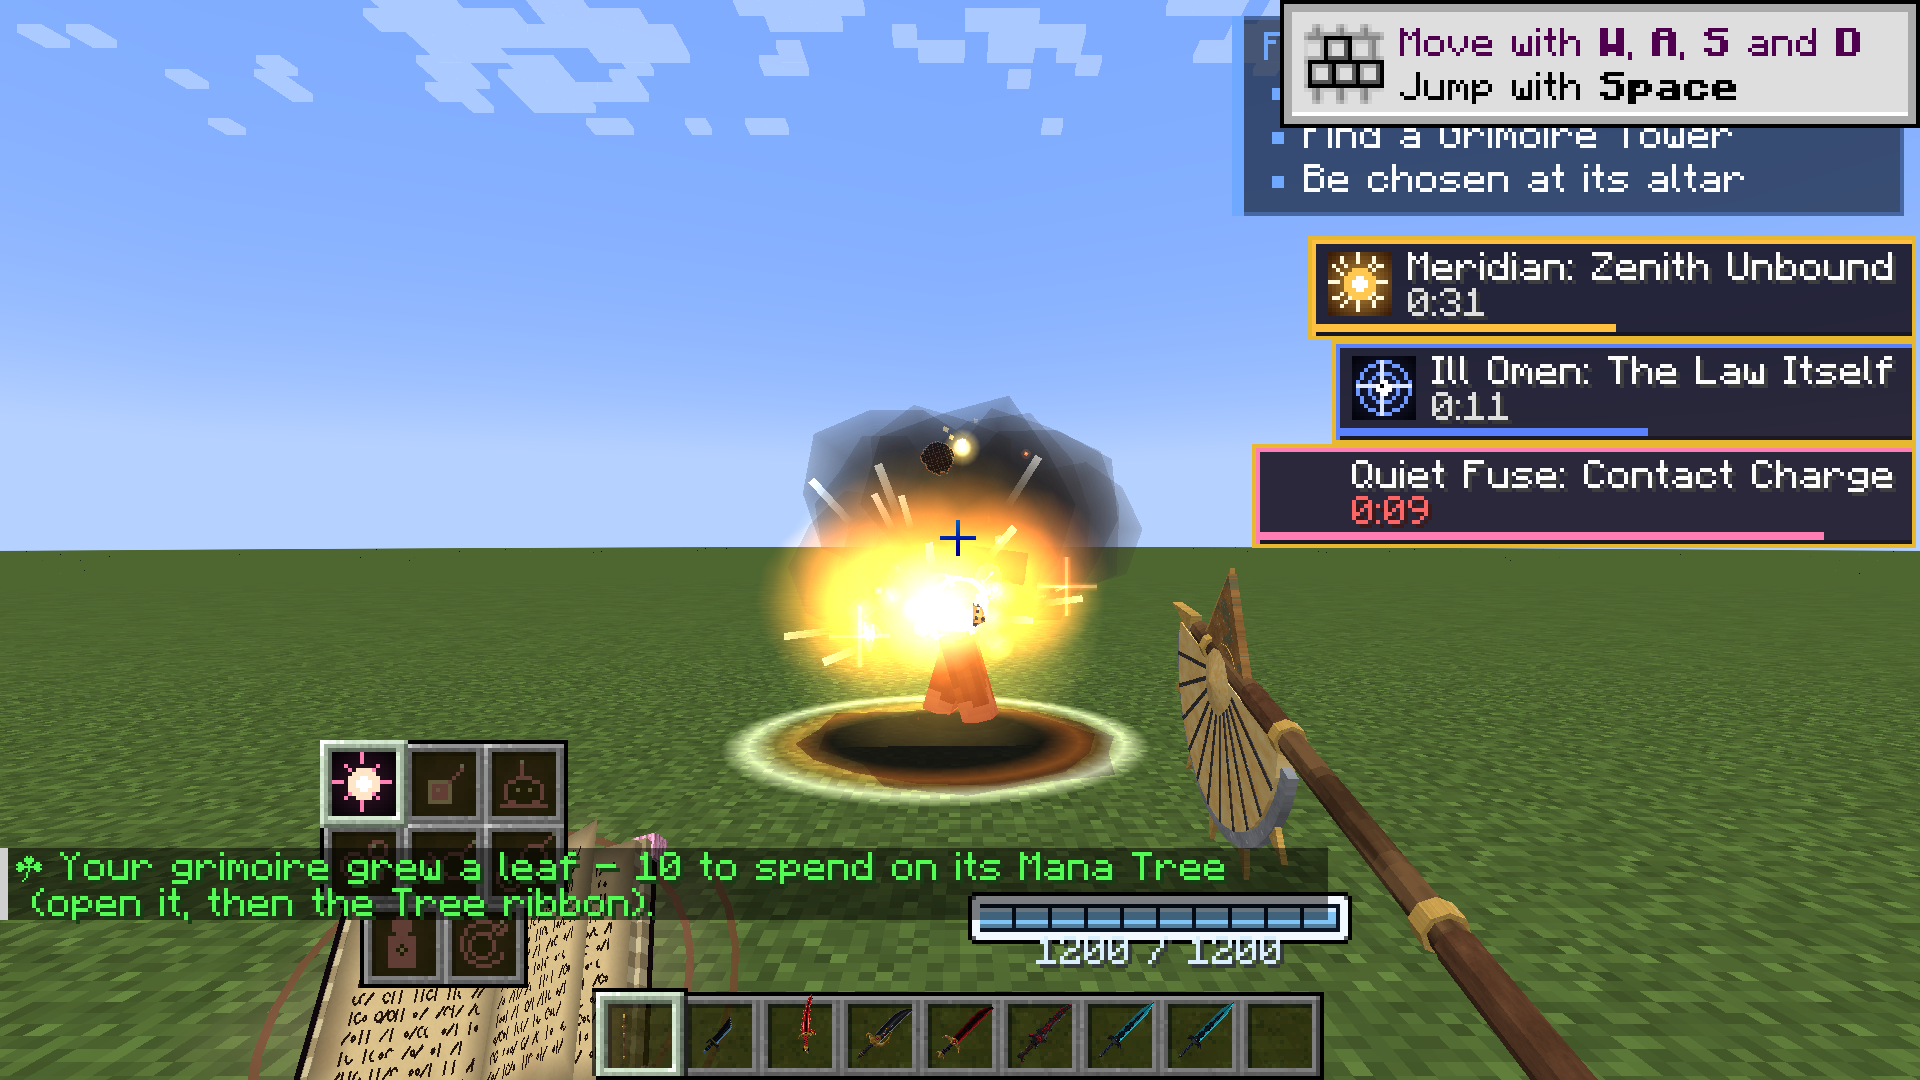 Move with W, A, S and D
Jump with Space
F
Find a Grimoire Tower
Be chosen at its altar
Meridian: Zenith Unbound
0:31
Ill Omen: The Law Itself
0:11
Quiet Fuse: Contact Charge
0:09
☘ Your grimoire grew a leaf - 10 to spend on its Mana Tree
(open it, then the Tree ribbon).
1200 / 1200